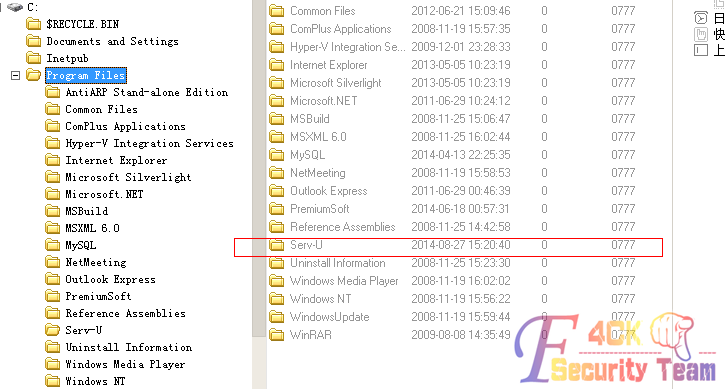 C:
$RECYCLE.BIN
Documents and Settings
Inetpub
Program Files
AntiARP Stand-alone Edition
Common Files
ComPlus Applications
Hyper-V Integration Services
Internet Explorer
Microsoft Silverlight
Microsoft.NET
MSBuild
MSXML 6.0
MySQL
NetMeeting
Outlook Express
PremiumSoft
Reference Assemblies
Serv-U
Uninstall Information
Windows Media Player
Windows NT
Common Files 2012-06-21 15:09:46 0 0777
ComPlus Applications 2008-11-19 15:57:35 0 0777
Hyper-V Integration Serv... 2009-12-01 23:28:33 0 0777
Internet Explorer 2013-05-05 10:23:13 0 0777
Microsoft Silverlight 2013-05-05 10:23:13 0 0777
Microsoft.NET 2011-06-29 10:24:12 0 0777
MSBuild 2008-11-25 15:06:47 0 0777
MSXML 6.0 2008-11-25 16:02:44 0 0777
MySQL 2014-04-13 22:25:35 0 0777
NetMeeting 2008-11-19 15:58:53 0 0777
Outlook Express 2011-06-29 00:46:39 0 0777
PremiumSoft 2014-06-18 00:57:31 0 0777
Reference Assemblies 2008-11-25 14:42:58 0 0777
Serv-U 2014-08-27 15:20:40 0 0777
Uninstall Information 2008-11-25 15:23:30 0 0777
Windows Media Player 2008-11-19 16:02:02 0 0777
Windows NT 2008-11-19 15:56:22 0 0777
WindowsUpdate 2008-11-19 15:59:44 0
WinRAR 2009-08-08 14:35:49 0
日
快
上
F4CK
Security Team